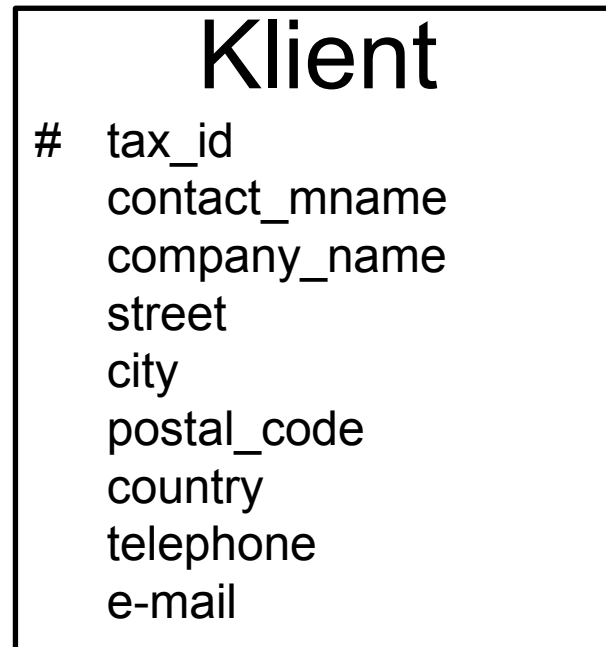 Klient
# tax_id
contact_mname
company_name
street
city
postal_code
country
telephone
e-mail